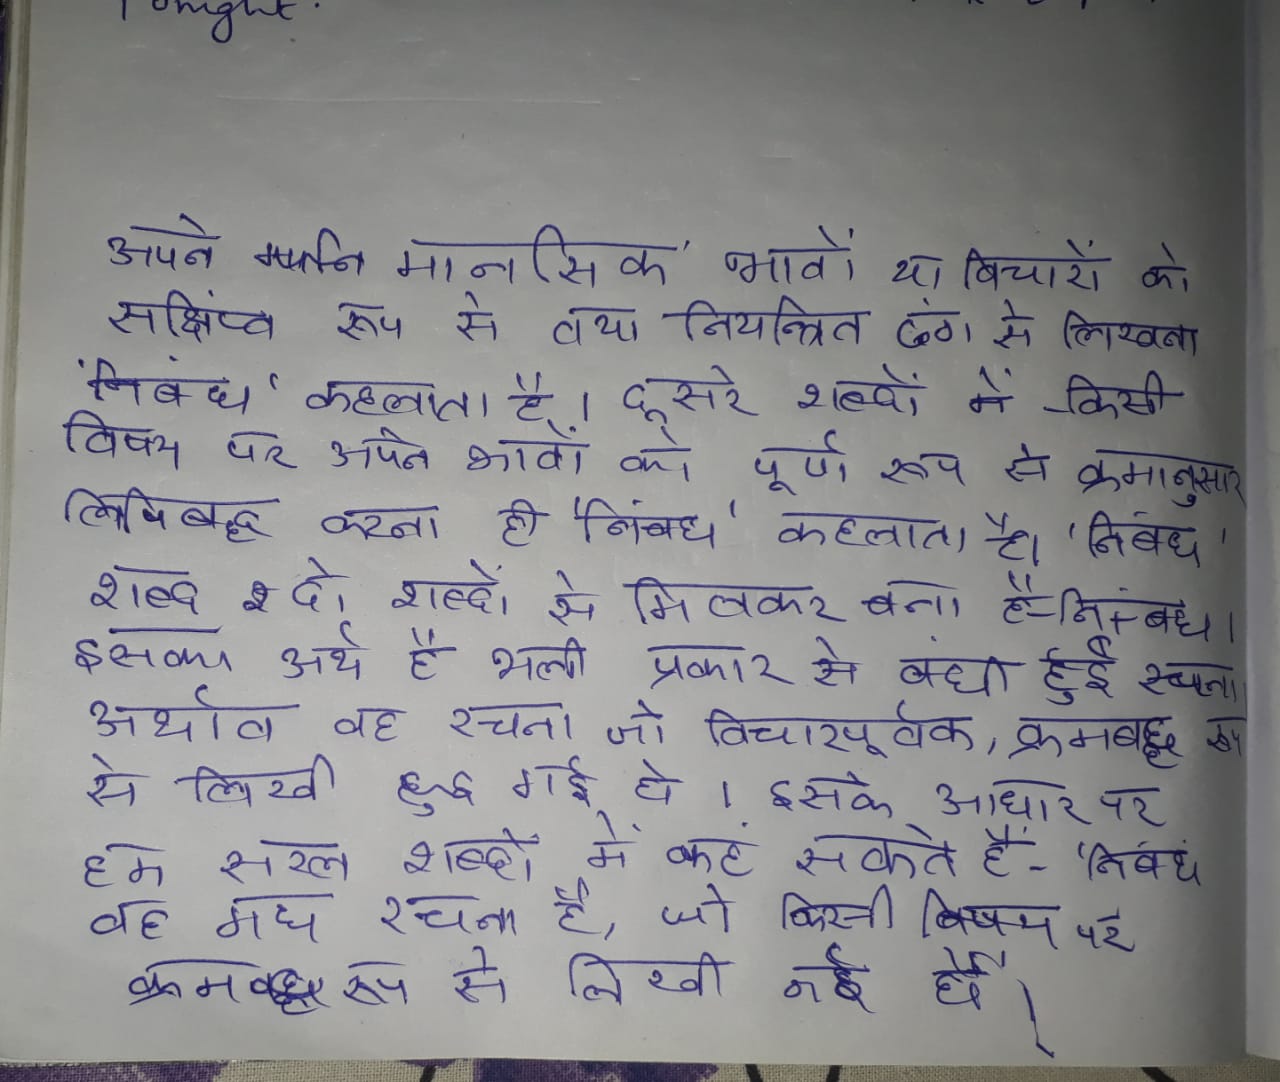 Tonight.
अपने मानसिक भावों या विचारों को
संक्षिप्त रूप से तथा नियन्त्रित ढंग से लिखना
'निबंध' कहलाता है। दूसरे शब्दों में किसी
विषय पर अपने भावों को पूर्ण रूप से क्रमानुसार
लिपिबद्ध करना ही 'निंबध' कहलाता है। 'निबंध'
शब्द दो शब्दों से मिलकर बना है-नि+बंध।
इसका अर्थ है भली प्रकार से बंधी हुई रचना
अर्थात वह रचना जो विचारपूर्वक, क्रमबद्ध रूप
से लिखी हुई गई हो। इसके आधार पर
हम सरल शब्दों में कह सकते हैं- 'निबंध
वह गद्य रचना है, जो किसी विषय पर
क्रमबद्ध रूप से लिखी गई हो।